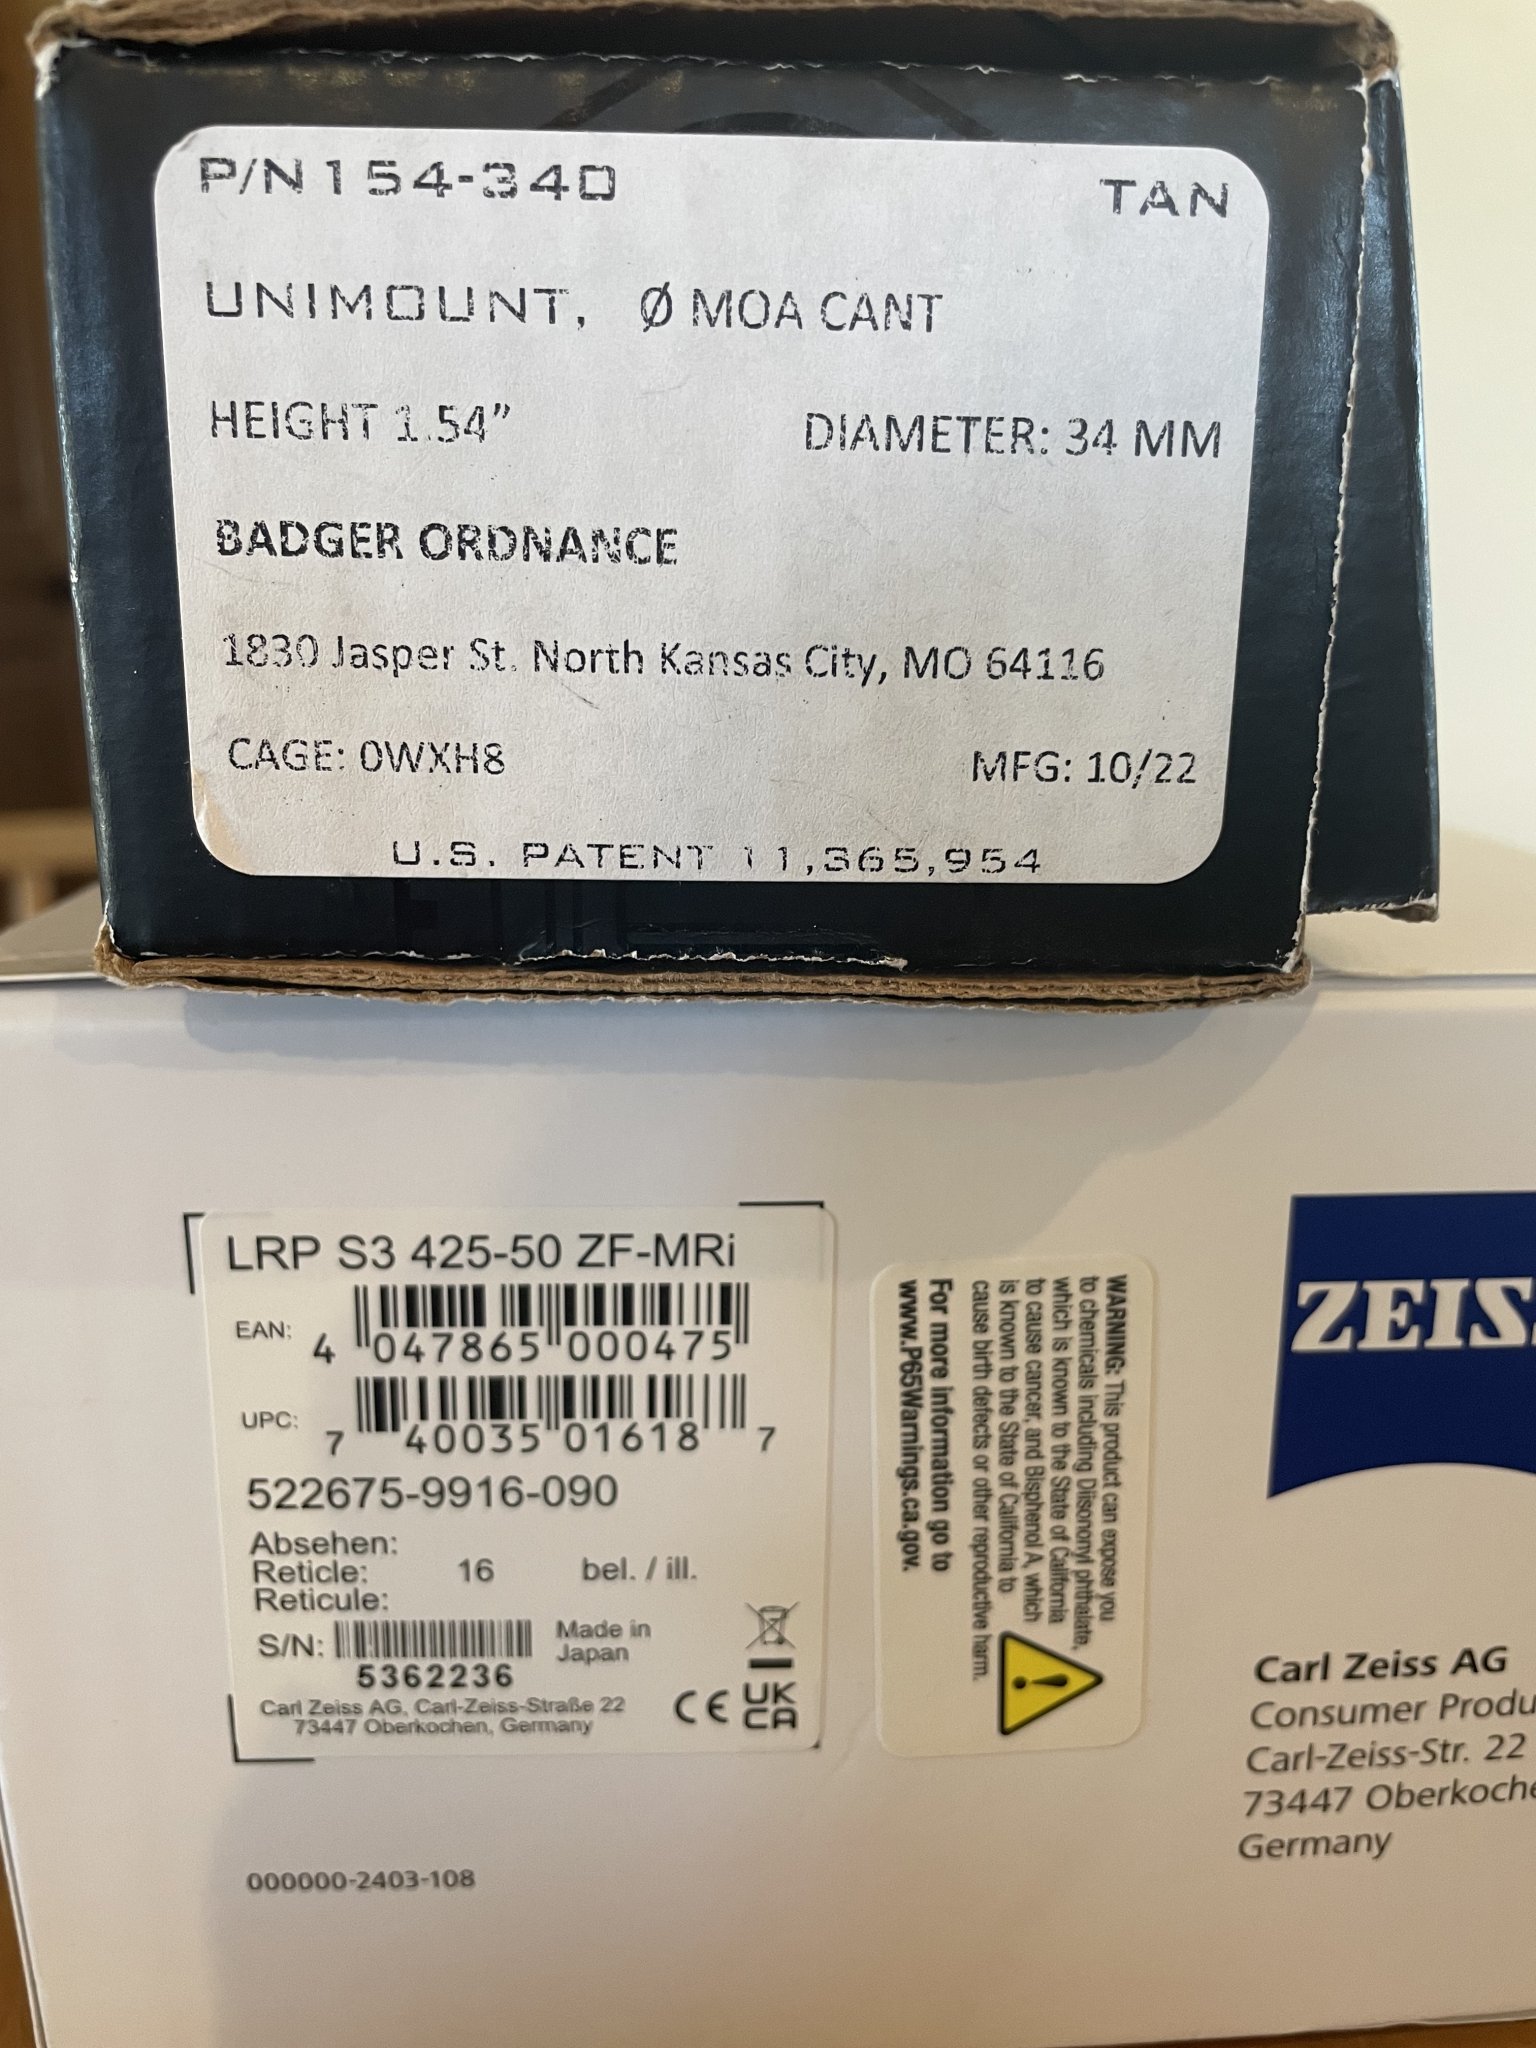 P/N 154-340 TAN
UNIMOUNT, Ø MOA CANT
HEIGHT 1.54” DIAMETER: 34 MM
BADGER ORDNANCE
1830 Jasper St. North Kansas City, MO 64116
CAGE: 0WXH8 MFG: 10/22
U.S. PATENT 11,365,954
LRP S3 425-50 ZF-MRi
EAN: 4 047865 000475
UPC: 7 40035 01618 7
522675-9916-090
Absehen:
Reticle: 16 bel. / ill.
Reticule:
S/N: Made in
Japan
5362236
Carl Zeiss AG, Carl-Zeiss-Straße 22
73447 Oberkochen, Germany
CE UK
CA
000000-2403-108
WARNING: This product can expose you
to chemicals including Diisononyl phthalate,
which is known to the State of California
to cause cancer, and Bisphenol A, which
is known to the State of California to
cause birth defects or other reproductive harm.
For more information go to
www.P65Warnings.ca.gov.
ZEISS
Carl Zeiss AG
Consumer Produ
Carl-Zeiss-Str. 22
73447 Oberkoche
Germany